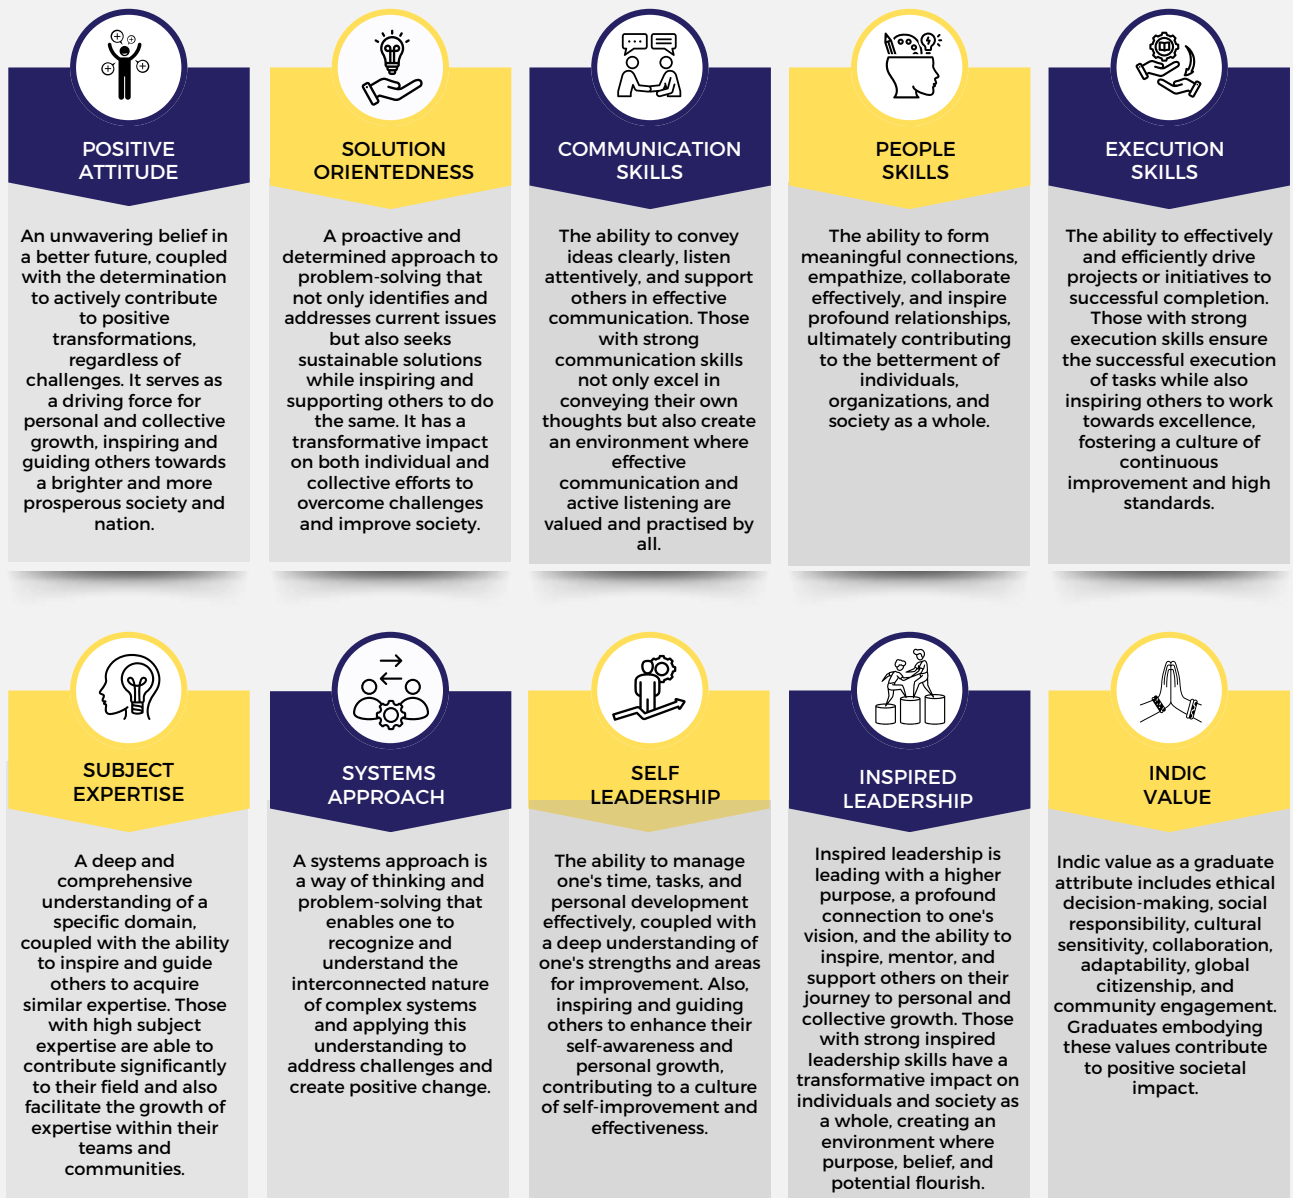 POSITIVE
ATTITUDE
An unwavering belief in
a better future, coupled
with the determination
to actively contribute
to positive
transformations,
regardless of
challenges. It serves as
a driving force for
personal and collective
growth, inspiring and
guiding others towards
a brighter and more
prosperous society and
nation.
SOLUTION
ORIENTEDNESS
A proactive and
determined approach to
problem-solving that
not only identifies and
addresses current issues
but also seeks
sustainable solutions
while inspiring and
supporting others to do
the same. It has a
transformative impact
on both individual and
collective efforts to
overcome challenges
and improve society.
COMMUNICATION
SKILLS
The ability to convey
ideas clearly, listen
attentively, and support
others in effective
communication. Those
with strong
communication skills
not only excel in
conveying their own
thoughts but also create
an environment where
effective
communication and
active listening are
valued and practised by
all.
PEOPLE
SKILLS
The ability to form
meaningful connections,
empathize, collaborate
effectively, and inspire
profound relationships,
ultimately contributing
to the betterment of
individuals,
organizations, and
society as a whole.
EXECUTION
SKILLS
The ability to effectively
and efficiently drive
projects or initiatives to
successful completion.
Those with strong
execution skills ensure
the successful execution
of tasks while also
inspiring others to work
towards excellence,
fostering a culture of
continuous
improvement and high
standards.
SUBJECT
EXPERTISE
A deep and
comprehensive
understanding of a
specific domain,
coupled with the ability
to inspire and guide
others to acquire
similar expertise. Those
with high subject
expertise are able to
contribute significantly
to their field and also
facilitate the growth of
expertise within their
teams and
communities.
SYSTEMS
APPROACH
A systems approach is
a way of thinking and
problem-solving that
enables one to
recognize and
understand the
interconnected nature
of complex systems
and applying this
understanding to
address challenges and
create positive change.
SELF
LEADERSHIP
The ability to manage
one's time, tasks, and
personal development
effectively, coupled with
a deep understanding of
one's strengths and areas
for improvement. Also,
inspiring and guiding
others to enhance their
self-awareness and
personal growth,
contributing to a culture
of self-improvement and
effectiveness.
INSPIRED
LEADERSHIP
Inspired leadership is
leading with a higher
purpose, a profound
connection to one's
vision, and the ability to
inspire, mentor, and
support others on their
journey to personal and
collective growth. Those
with strong inspired
leadership skills have a
transformative impact on
individuals and society as
a whole, creating an
environment where
purpose, belief, and
potential flourish.
INDIC
VALUE
Indic value as a graduate
attribute includes ethical
decision-making, social
responsibility, cultural
sensitivity, collaboration,
adaptability, global
citizenship, and
community engagement.
Graduates embodying
these values contribute
to positive societal
impact.